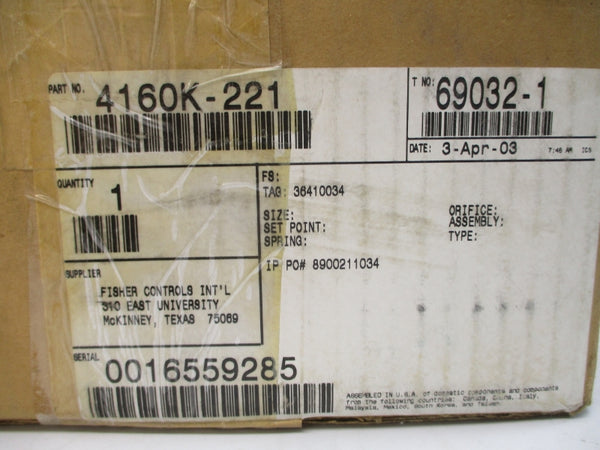 PART NO. 4160K-221
T NO: 69032-1
DATE: 3-Apr-03 7:46 AM ICS
QUANTITY 1
FS:
TAG: 36410034
SIZE:
SET POINT:
SPRING:
ORIFICE:
ASSEMBLY:
TYPE:
IP PO# 8900211034
SUPPLIER
FISHER CONTROLS INT'L
310 EAST UNIVERSITY
McKINNEY, TEXAS 75069
SERIAL
0016559285
ASSEMBLED IN U.S.A. of domestic components and components
from the following countries: Canada, China, Italy,
Malaysia, Mexico, South Korea, and Taiwan.